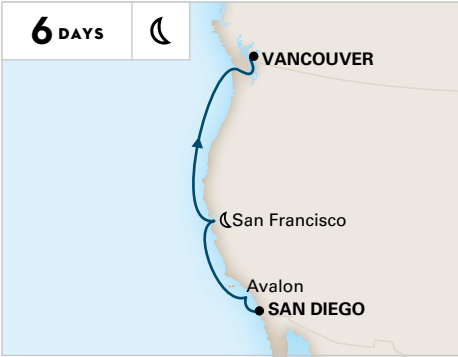 6 DAYS
VANCOUVER
San Francisco
Avalon
SAN DIEGO